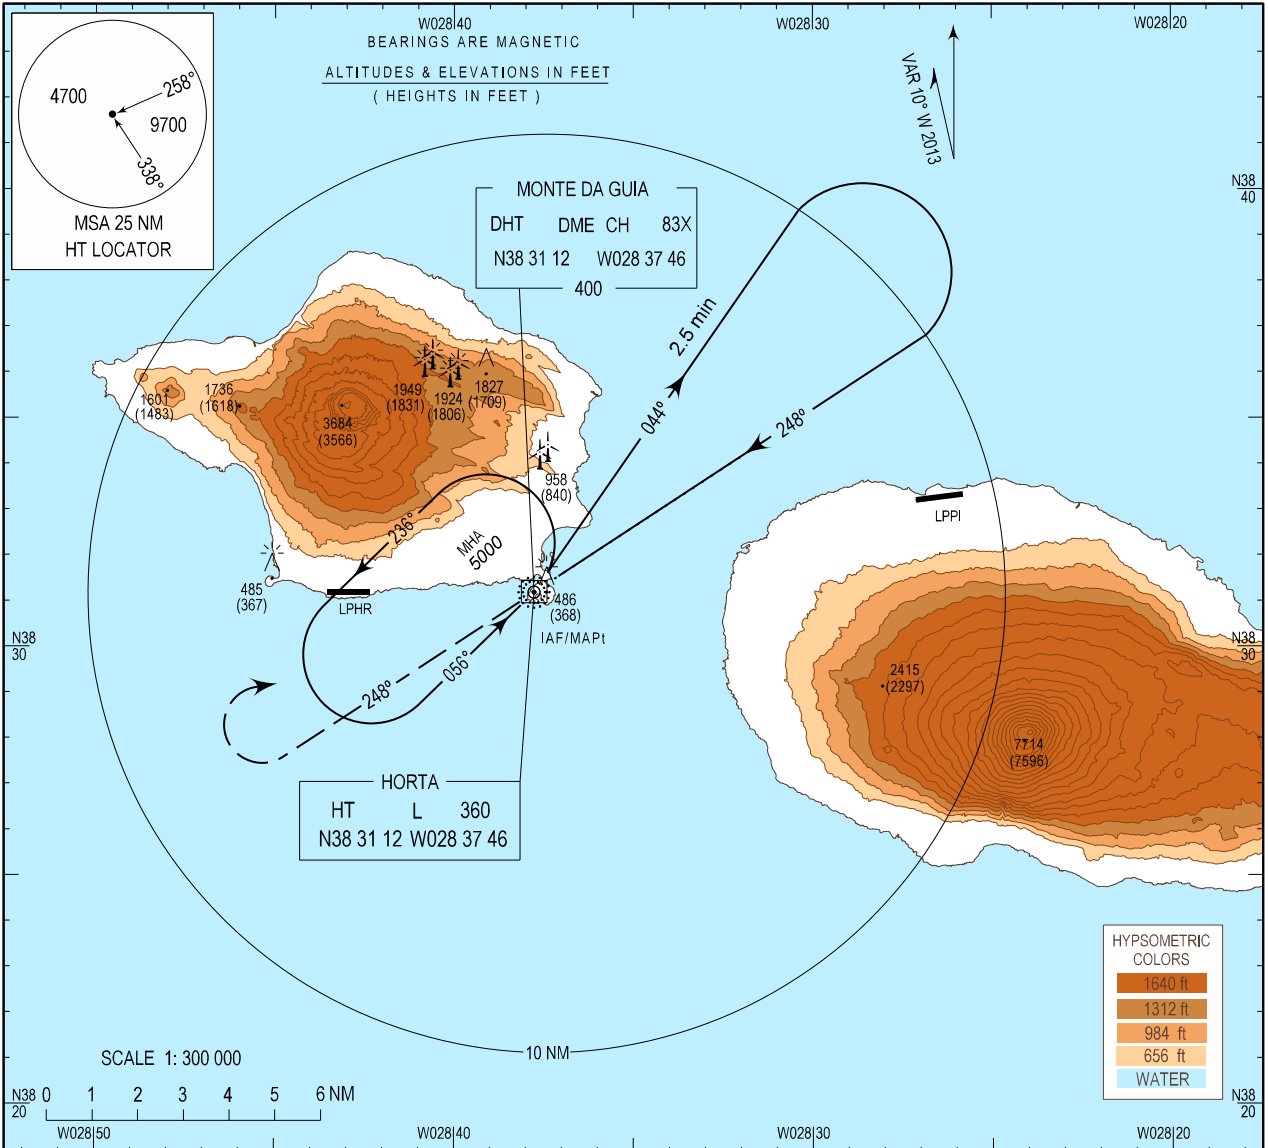 W028 40
W028 30
W028 20
BEARINGS ARE MAGNETIC
ALTITUDES & ELEVATIONS IN FEET
( HEIGHTS IN FEET )
4700
258°
9700
338°
MSA 25 NM
HT LOCATOR
VAR 10° W 2013
N38
40
MONTE DA GUIA
DHT DME CH 83X
N38 31 12 W028 37 46
400
2.5 min
044°
248°
1601
(1483)
1736
(1618)
3684
(3566)
1949
(1831)
1924
(1806)
1827
(1709)
958
(840)
236°
MHA
5000
485
(367)
LPHR
486
(368)
IAF/MAPt
LPPI
N38
30
N38
30
248°
056°
2415
(2297)
7714
(7596)
HORTA
HT L 360
N38 31 12 W028 37 46
10 NM
HYPSOMETRIC
COLORS
1640 ft
1312 ft
984 ft
656 ft
WATER
SCALE 1: 300 000
0 1 2 3 4 5 6 NM
N38
20
N38
20
W028 50
W028 40
W028 30
W028 20